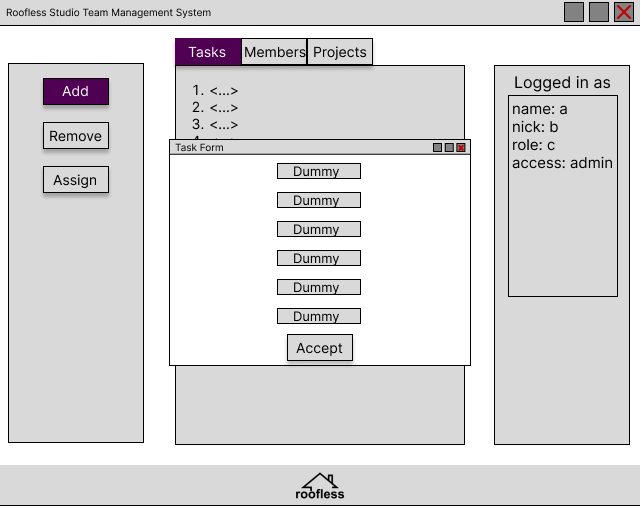 Roofless Studio Team Management System
Tasks
Members
Projects
Add
Remove
Assign
1. <...>
2. <...>
3. <...>
Task Form
Dummy
Dummy
Dummy
Dummy
Dummy
Dummy
Accept
Logged in as
name: a
nick: b
role: c
access: admin
roofless